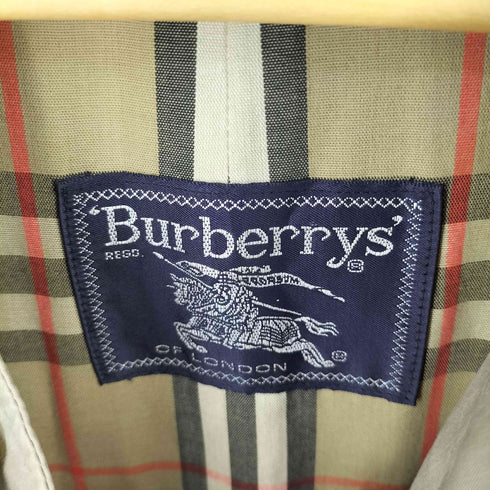 'Burberrys'
REGD. ®
OF LONDON ®